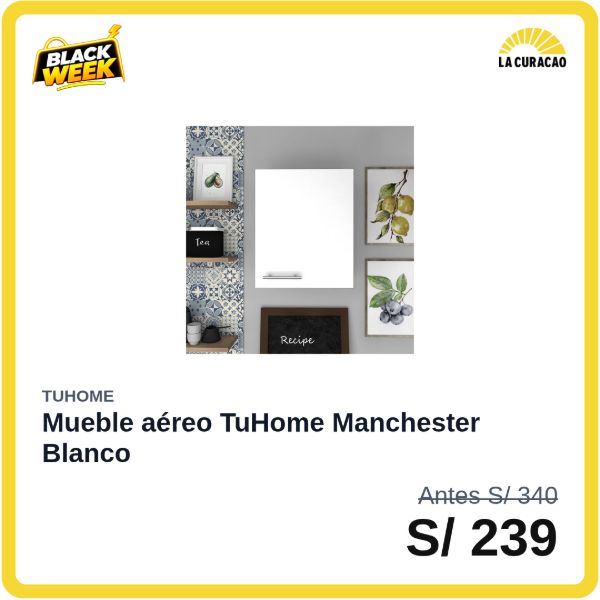 BLACK
WEEK
LA CURACAO
Tea
Recipe
TUHOME
Mueble aéreo TuHome Manchester
Blanco
Antes S/ 340
S/ 239